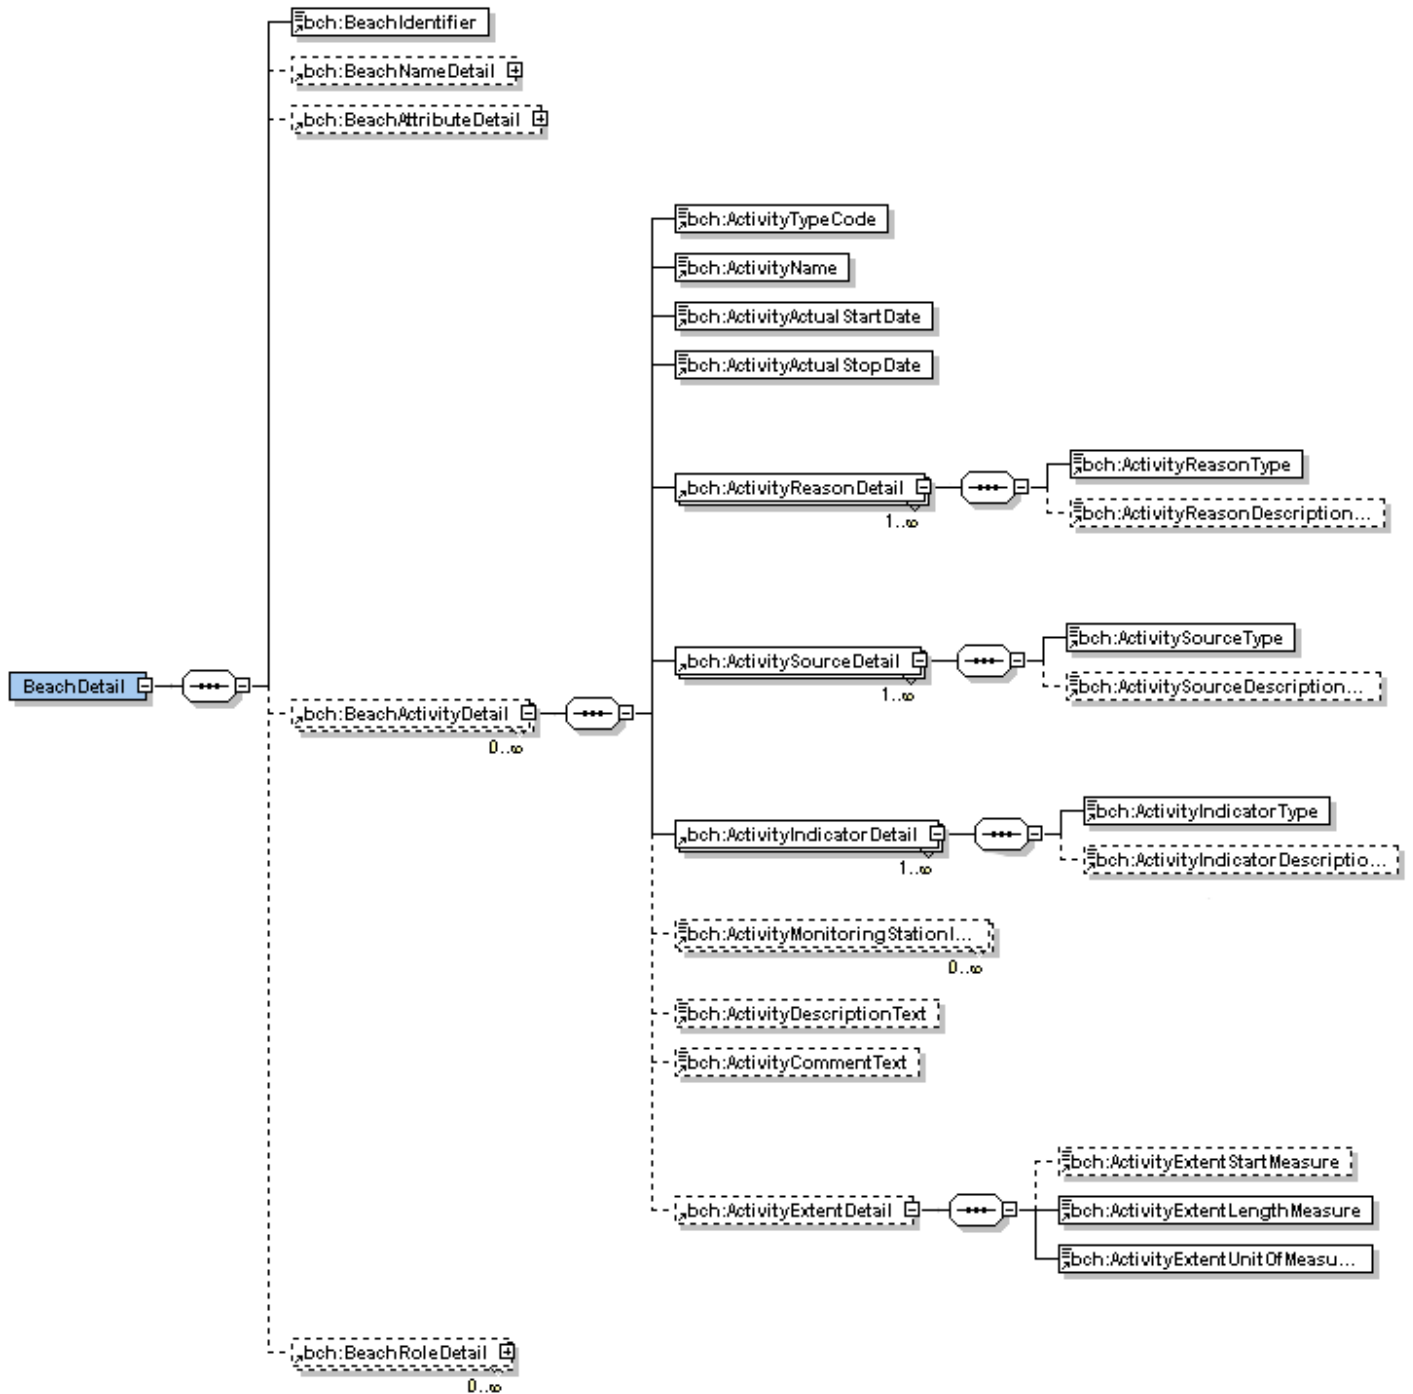 bch:BeachIdentifier
bch:BeachNameDetail
bch:BeachAttributeDetail
bch:ActivityTypeCode
bch:ActivityName
bch:ActivityActualStartDate
bch:ActivityActualStopDate
bch:ActivityReasonType
bch:ActivityReasonDetail
1..∞
bch:ActivityReasonDescription...
bch:ActivitySourceType
bch:ActivitySourceDetail
1..∞
bch:ActivitySourceDescription...
BeachDetail
bch:BeachActivityDetail
0..∞
bch:ActivityIndicatorType
bch:ActivityIndicatorDetail
1..∞
bch:ActivityIndicatorDescriptio...
bch:ActivityMonitoringStationI...
0..∞
bch:ActivityDescriptionText
bch:ActivityCommentText
bch:ActivityExtentStartMeasure
bch:ActivityExtentDetail
bch:ActivityExtentLengthMeasure
bch:ActivityExtentUnitOfMeasu...
bch:BeachRoleDetail
0..∞